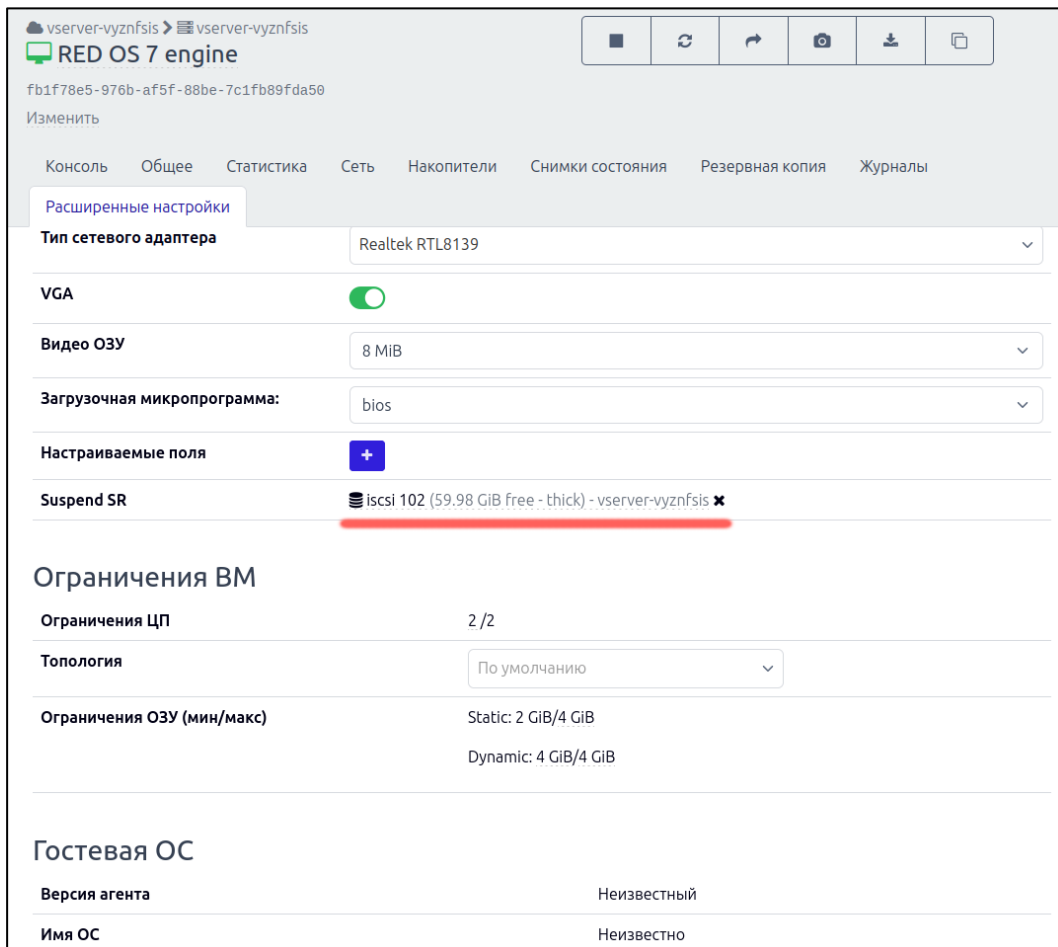 vserver-vyznfsis vserver-vyznfsis
RED OS 7 engine
fb1f78e5-976b-af5f-88be-7c1fb89fda50
Изменить
Консоль Общее Статистика Сеть Накопители Снимки состояния Резервная копия Журналы
Расширенные настройки
Тип сетевого адаптера Realtek RTL8139
VGA
Видео ОЗУ 8 MiB
Загрузочная микропрограмма: bios
Настраиваемые поля
Suspend SR iscsi 102 (59.98 GiB free - thick) - vserver-vyznfsis
Ограничения ВМ
Ограничения ЦП 2 /2
Топология По умолчанию
Ограничения ОЗУ (мин/макс) Static: 2 GiB/4 GiB
Dynamic: 4 GiB/4 GiB
Гостевая ОС
Версия агента Неизвестный
Имя ОС Неизвестно